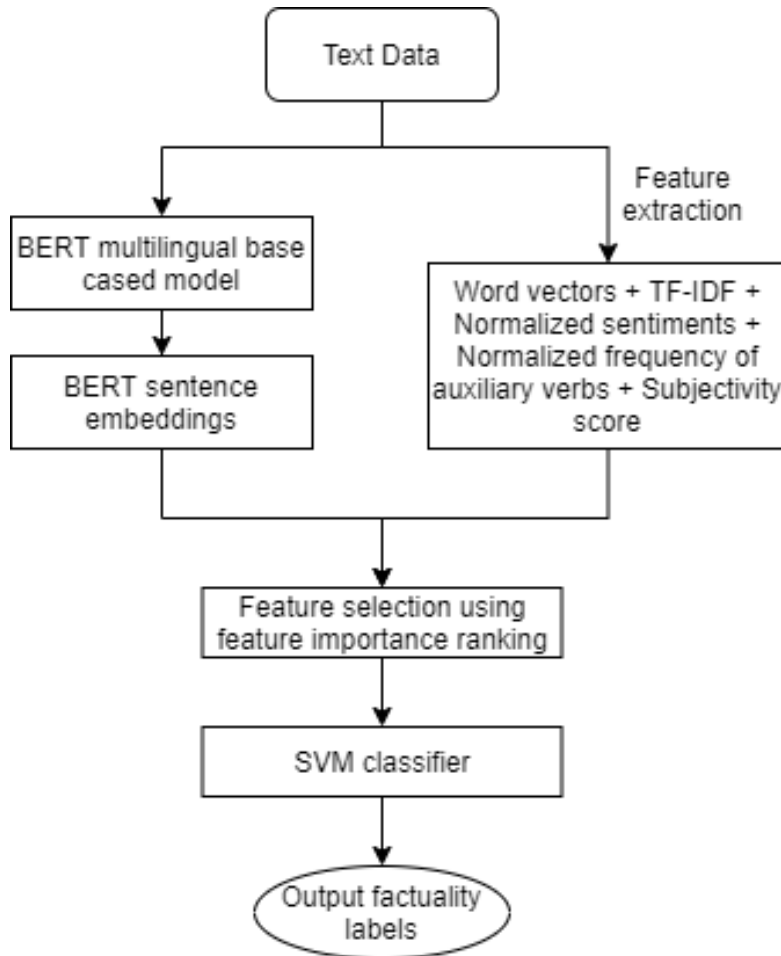 Text Data
Feature
extraction
BERT multilingual base
cased model
Word vectors + TF-IDF +
Normalized sentiments +
Normalized frequency of
auxiliary verbs + Subjectivity
score
BERT sentence
embeddings
Feature selection using
feature importance ranking
SVM classifier
Output factuality
labels